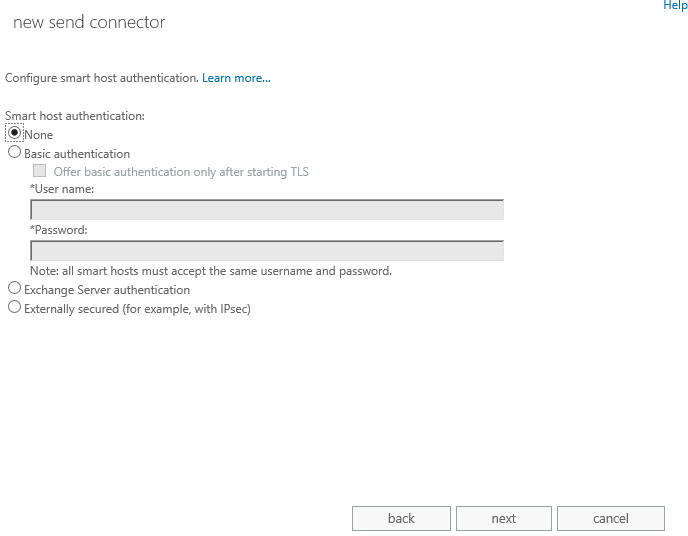 Help
new send connector
Configure smart host authentication. Learn more...
Smart host authentication:
None
Basic authentication
Offer basic authentication only after starting TLS
*User name:
*Password:
Note: all smart hosts must accept the same username and password.
Exchange Server authentication
Externally secured (for example, with IPsec)
back next cancel